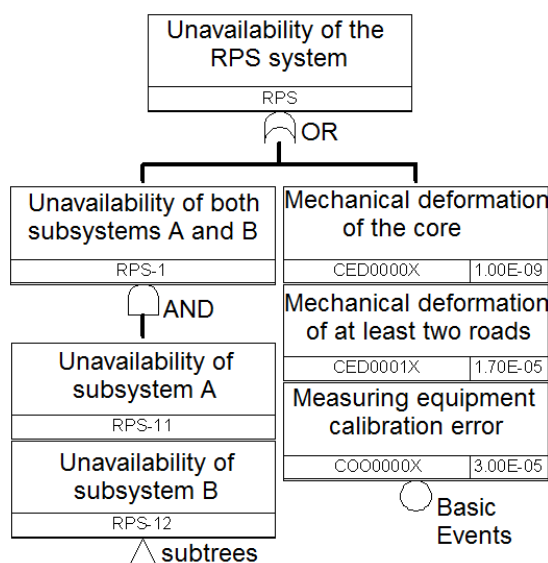 Unavailability of the
RPS system
RPS
OR
Unavailability of both
subsystems A and B
RPS-1
AND
Unavailability of
subsystem A
RPS-11
Unavailability of
subsystem B
RPS-12
subtrees
Mechanical deformation
of the core
CED0000X 1.00E-09
Mechanical deformation
of at least two roads
CED0001X 1.70E-05
Measuring equipment
calibration error
COO0000X 3.00E-05
Basic
Events